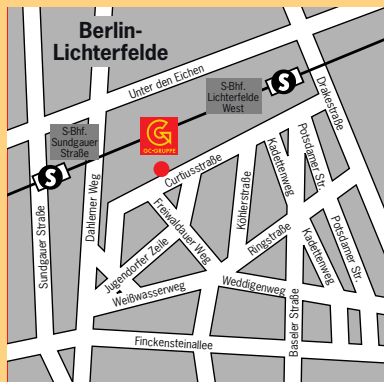 Berlin-
Lichterfelde
Unter den Eichen
S-Bhf.
Lichterfelde
West
S
Drakestraße
S-Bhf.
Sundgauer
Straße
S
G
GC-GRUPPE
Curtiusstraße
Kadettenweg
Potsdamer Str.
Sundgauer Straße
Dahlemer Weg
Freiwaldauer Weg
Köhlerstraße
Ringstraße
Kadettenweg
Potsdamer Str.
Jugendorfer Zeile
Weißwasserweg
Weddigenweg
Baseler Straße
Finckensteinallee